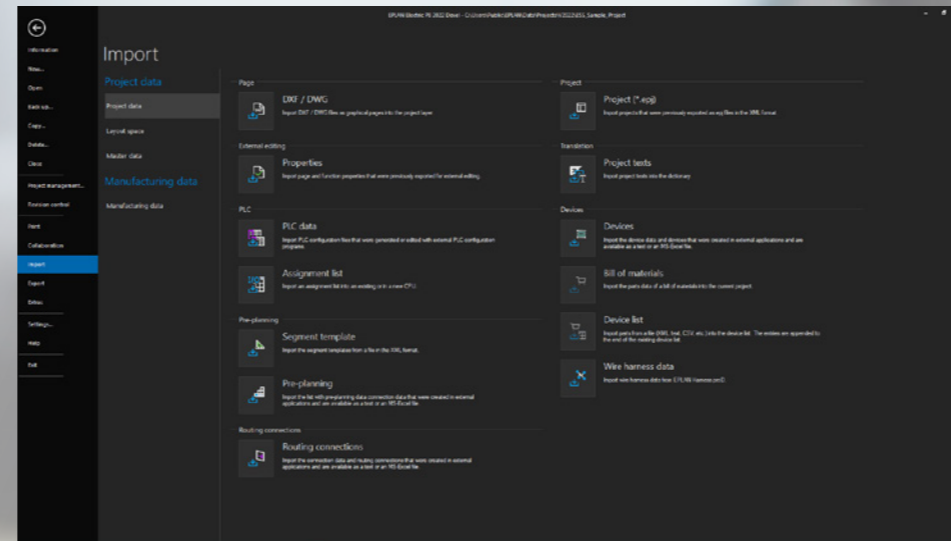 EPLAN Electric P8 2022
Information
New...
Open
Back up...
Copy...
Delete...
Close
Project management...
Revision control
Print
Collaboration
Import
Export
Extras
Settings...
Help
Exit
Import
Project data
Project data
Layout space
Master data
Manufacturing data
Manufacturing data
Page
DXF / DWG
Import DXF / DWG files as graphical pages into the project layer.
External editing
Properties
Import page and function properties that were previously exported for external editing.
PLC
PLC data
Import PLC configuration files that were generated or edited with external PLC configuration
programs.
Assignment list
Import an assignment list into an existing or in a new CPU.
Pre-planning
Segment template
Import the segment templates from a file in the XML format.
Pre-planning
Import the list with pre-planning data connection data that were created in external
applications and are available as a text or an MS-Excel file.
Routing connections
Routing connections
Import the connection data and routing connections that were created in external
applications and are available as a text or an MS-Excel file.
Project
Project (*.epj)
Import projects that were previously exported as epj files in the XML format.
Translation
Project texts
Import project texts into the dictionary.
Devices
Devices
Import the device data and devices that were created in external applications and are
available as a text or an MS-Excel file.
Bill of materials
Import the parts data of a bill of materials into the current project.
Device list
Import parts from a file (XML, text, CSV, etc.) into the device list. The entries are appended to
the end of the existing device list.
Wire harness data
Import wire harness data from EPLAN Harness proD.